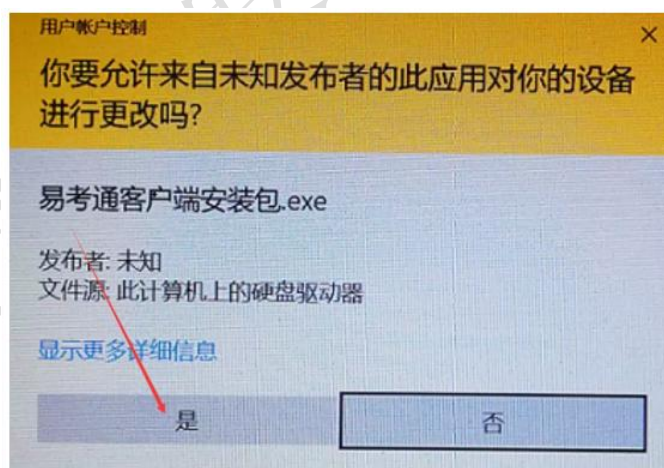 用户帐户控制
你要允许来自未知发布者的此应用对你的设备
进行更改吗?
易考通客户端安装包.exe
发布者: 未知
文件源: 此计算机上的硬盘驱动器
显示更多详细信息
是
否